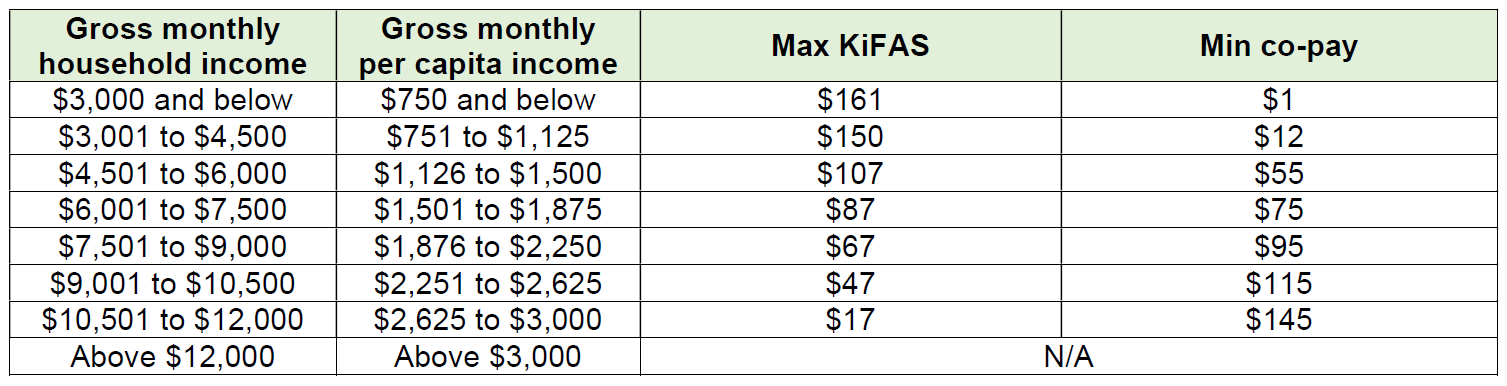 Gross monthly household income | Gross monthly per capita income | Max KiFAS | Min co-pay
$3,000 and below | $750 and below | $161 | $1
$3,001 to $4,500 | $751 to $1,125 | $150 | $12
$4,501 to $6,000 | $1,126 to $1,500 | $107 | $55
$6,001 to $7,500 | $1,501 to $1,875 | $87 | $75
$7,501 to $9,000 | $1,876 to $2,250 | $67 | $95
$9,001 to $10,500 | $2,251 to $2,625 | $47 | $115
$10,501 to $12,000 | $2,625 to $3,000 | $17 | $145
Above $12,000 | Above $3,000 | N/A